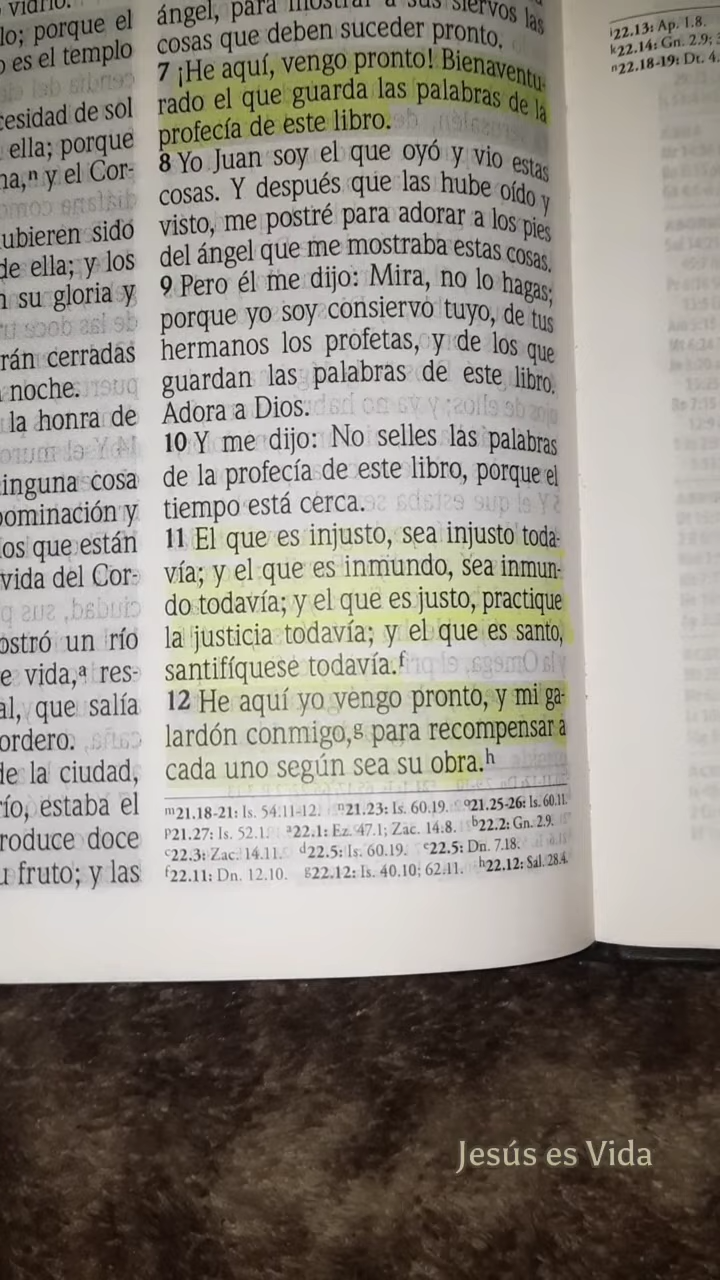 lo; porque el
es el templo
cesidad de sol
ella; porque
na,ⁿ y el Cor-
ubieren sido
de ella; y los
su gloria y
rán cerradas
noche.
la honra de
inguna cosa
bominación y
los que están
vida del Cor-
ostró un río
e vida,ª res-
al, que salía
ordero.
de la ciudad,
río, estaba el
roduce doce
u fruto; y las
ángel, para mostrar a sus siervos las
cosas que deben suceder pronto.
7 ¡He aquí, vengo pronto! Bienaventu-
rado el que guarda las palabras de la
profecía de este libro.
8 Yo Juan soy el que oyó y vio estas
cosas. Y después que las hube oído y
visto, me postré para adorar a los pies
del ángel que me mostraba estas cosas.
9 Pero él me dijo: Mira, no lo hagas;
porque yo soy consiervo tuyo, de tus
hermanos los profetas, y de los que
guardan las palabras de este libro.
Adora a Dios.
10 Y me dijo: No selles las palabras
de la profecía de este libro, porque el
tiempo está cerca.
11 El que es injusto, sea injusto toda-
vía; y el que es inmundo, sea inmun-
do todavía; y el que es justo, practique
la justicia todavía; y el que es santo,
santifíquese todavía.ᶠ
12 He aquí yo vengo pronto, y mi ga-
lardón conmigo,ᵍ para recompensar a
cada uno según sea su obra.ʰ
ᵐ21.18-21: Is. 54.11-12. ⁿ21.23: Is. 60.19. º21.25-26: Is. 60.11.
ᵖ21.27: Is. 52.1. ª22.1: Ez. 47.1; Zac. 14.8. ᵇ22.2: Gn. 2.9.
ᶜ22.3: Zac. 14.11. ᵈ22.5: Is. 60.19. ᵉ22.5: Dn. 7.18.
ᶠ22.11: Dn. 12.10. ᵍ22.12: Is. 40.10; 62.11. ʰ22.12: Sal. 28.4.
ⁱ22.13: Ap. 1.8.
ᵏ22.14: Gn. 2.9;
ⁿ22.18-19: Dt. 4.
Jesús es Vida